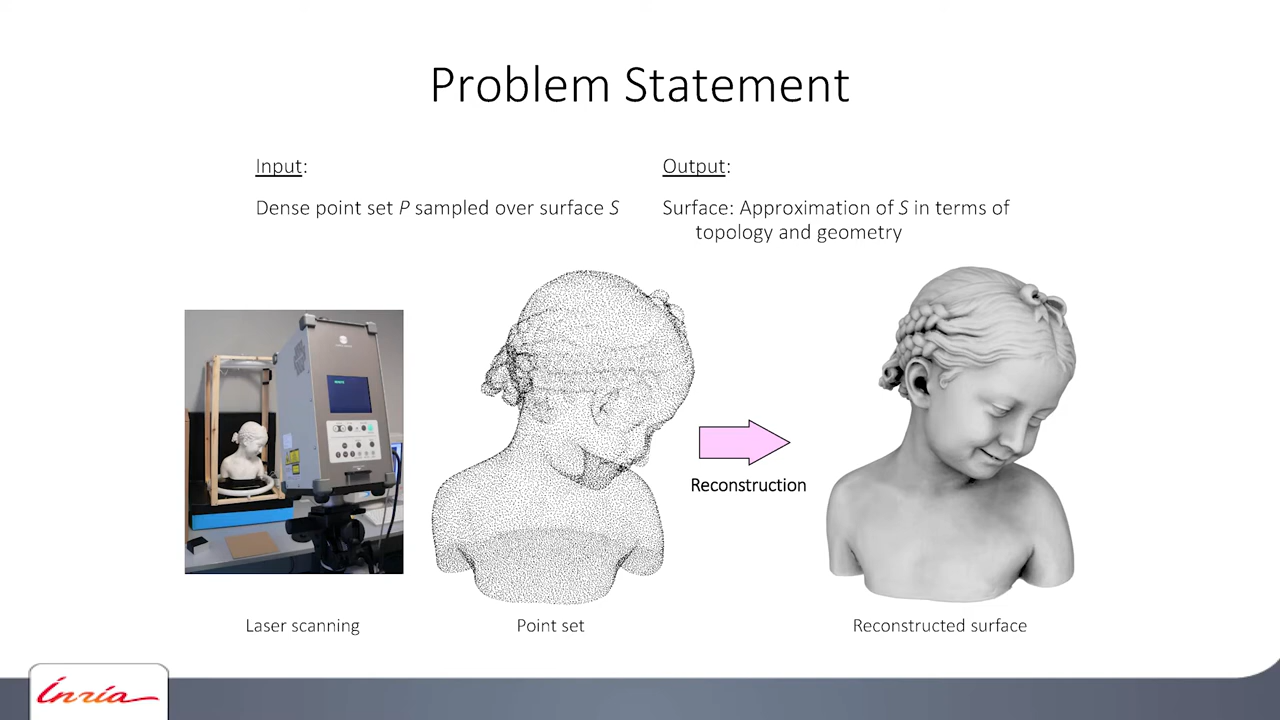 Problem Statement
Input:
Dense point set P sampled over surface S
Output:
Surface: Approximation of S in terms of
topology and geometry
Reconstruction
Laser scanning
Point set
Reconstructed surface
Inria